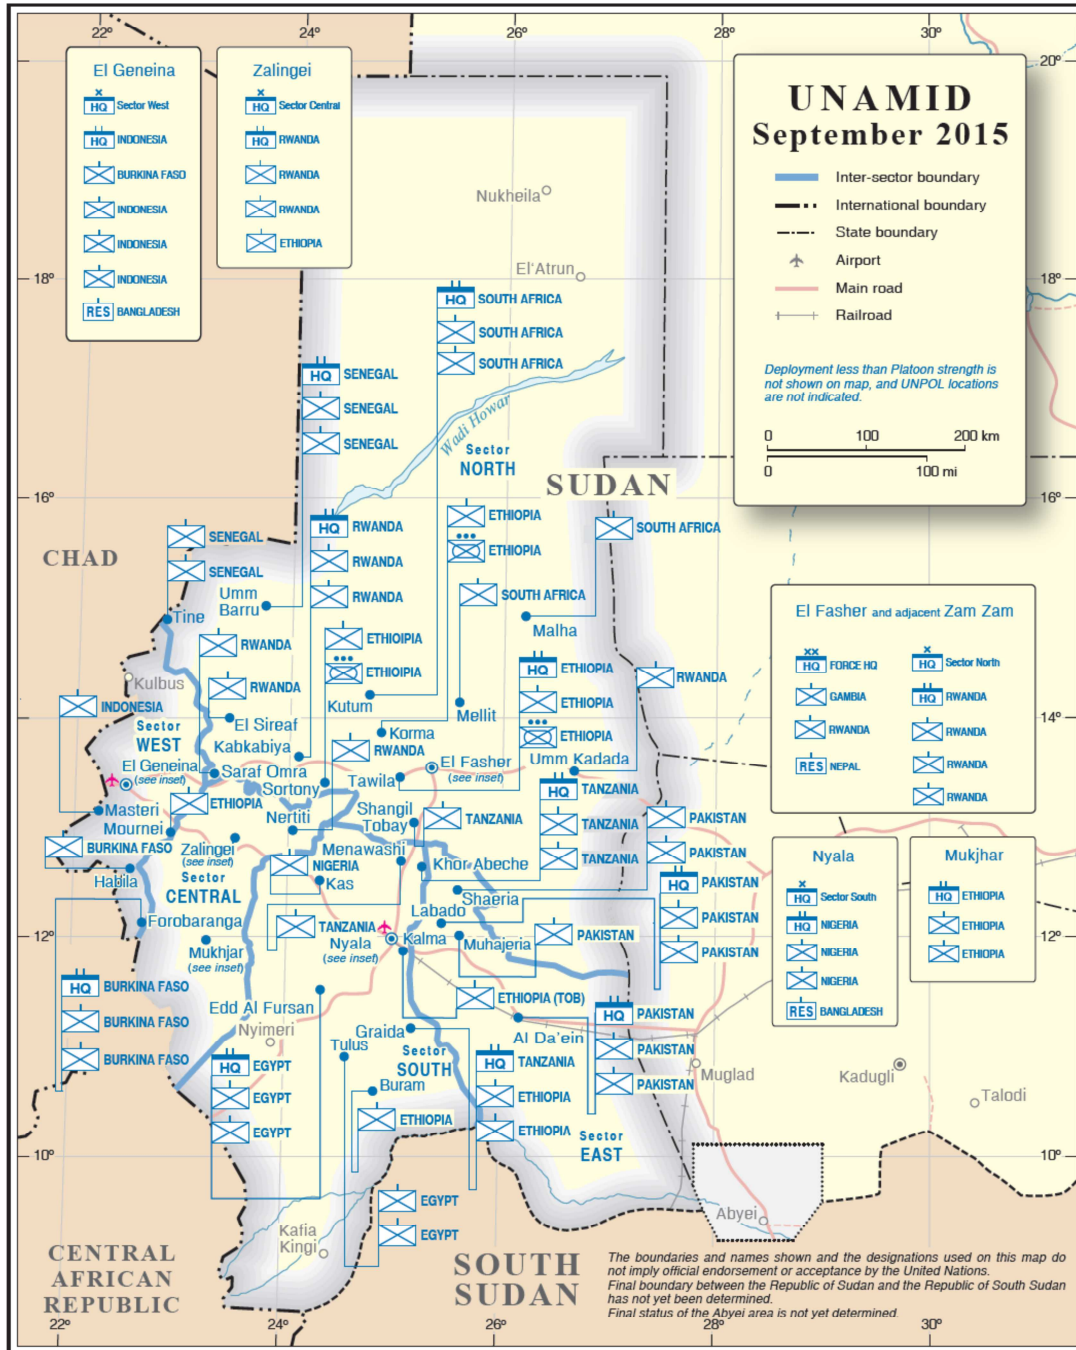 22°
24°
26°
28°
30°
20°
El Geneina
HQ Sector West
HQ INDONESIA
BURKINA FASO
INDONESIA
INDONESIA
INDONESIA
RES BANGLADESH
Zalingei
HQ Sector Central
HQ RWANDA
RWANDA
RWANDA
ETHIOPIA
UNAMID
September 2015
Inter-sector boundary
International boundary
State boundary
Airport
Main road
Railroad
Deployment less than Platoon strength is
not shown on map, and UNPOL locations
are not indicated.
0 100 200 km
0 100 mi
Nukheila
El'Atrun
18°
18°
HQ SOUTH AFRICA
SOUTH AFRICA
SOUTH AFRICA
HQ SENEGAL
SENEGAL
SENEGAL
Wadi Howar
Sector
NORTH
SUDAN
16°
16°
CHAD
SENEGAL
SENEGAL
HQ RWANDA
RWANDA
RWANDA
ETHIOPIA
ETHIOPIA
SOUTH AFRICA
SOUTH AFRICA
Umm
Barru
Tine
Malha
RWANDA
RWANDA
ETHIOIPIA
ETHIOIPIA
HQ ETHIOPIA
ETHIOPIA
ETHIOPIA
RWANDA
Kulbus
INDONESIA
Kutum
Mellit
El Sireaf
Korma
Sector
WEST
Kabkabiya
RWANDA
El Geneina
(see inset)
Saraf Omra
Sortony
Tawila
El Fasher
(see inset)
Umm Kadada
14°
El Fasher and adjacent Zam Zam
HQ FORCE HQ
GAMBIA
RWANDA
RES NEPAL
HQ Sector North
HQ RWANDA
RWANDA
RWANDA
RWANDA
ETHIOPIA
Masteri
Mournei
Nertiti
Shangil
Tobay
TANZANIA
HQ TANZANIA
TANZANIA
TANZANIA
PAKISTAN
PAKISTAN
BURKINA FASO
Zalingei
(see inset)
Menawashi
Khor Abeche
Habila
Sector
CENTRAL
NIGERIA
Kas
Shaeria
HQ PAKISTAN
PAKISTAN
PAKISTAN
Nyala
HQ Sector South
HQ NIGERIA
NIGERIA
NIGERIA
RES BANGLADESH
Mukjhar
HQ ETHIOPIA
ETHIOPIA
ETHIOPIA
Forobaranga
Labado
TANZANIA
12°
12°
Mukhjar
(see inset)
Nyala
(see inset)
Kalma
Muhajeria
PAKISTAN
HQ BURKINA FASO
BURKINA FASO
BURKINA FASO
Edd Al Fursan
ETHIOPIA (TOB)
HQ PAKISTAN
PAKISTAN
PAKISTAN
Nyimeri
Graida
Tulus
Al Da'ein
Sector
SOUTH
HQ EGYPT
EGYPT
EGYPT
HQ TANZANIA
ETHIOPIA
ETHIOPIA
Buram
ETHIOPIA
Muglad
Kadugli
Talodi
Sector
EAST
10°
10°
EGYPT
EGYPT
Abyei
Kafia
Kingi
CENTRAL
AFRICAN
REPUBLIC
SOUTH
SUDAN
The boundaries and names shown and the designations used on this map do
not imply official endorsement or acceptance by the United Nations.
Final boundary between the Republic of Sudan and the Republic of South Sudan
has not yet been determined.
Final status of the Abyei area is not yet determined.
22°
24°
26°
28°
30°